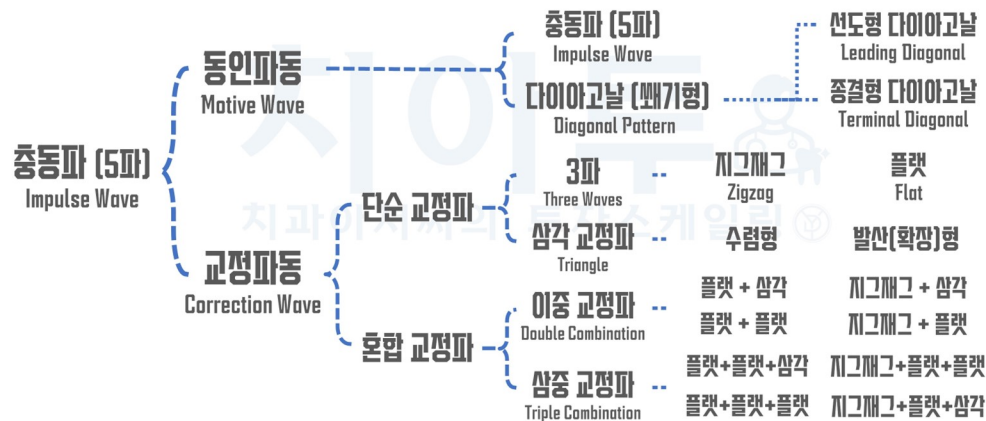 충동파 (5파)
Impulse Wave
동인파동
Motive Wave
충동파 (5파)
Impulse Wave
다이아고날 (쐐기형)
Diagonal Pattern
선도형 다이아고날
Leading Diagonal
종결형 다이아고날
Terminal Diagonal
교정파동
Correction Wave
단순 교정파
3파
Three Waves
지그재그
Zigzag
플랫
Flat
삼각 교정파
Triangle
수렴형
발산(확장)형
혼합 교정파
이중 교정파
Double Combination
플랫 + 삼각
지그재그 + 삼각
플랫 + 플랫
지그재그 + 플랫
삼중 교정파
Triple Combination
플랫+플랫+삼각
지그재그+플랫+플랫
플랫+플랫+플랫
지그재그+플랫+삼각
치이투